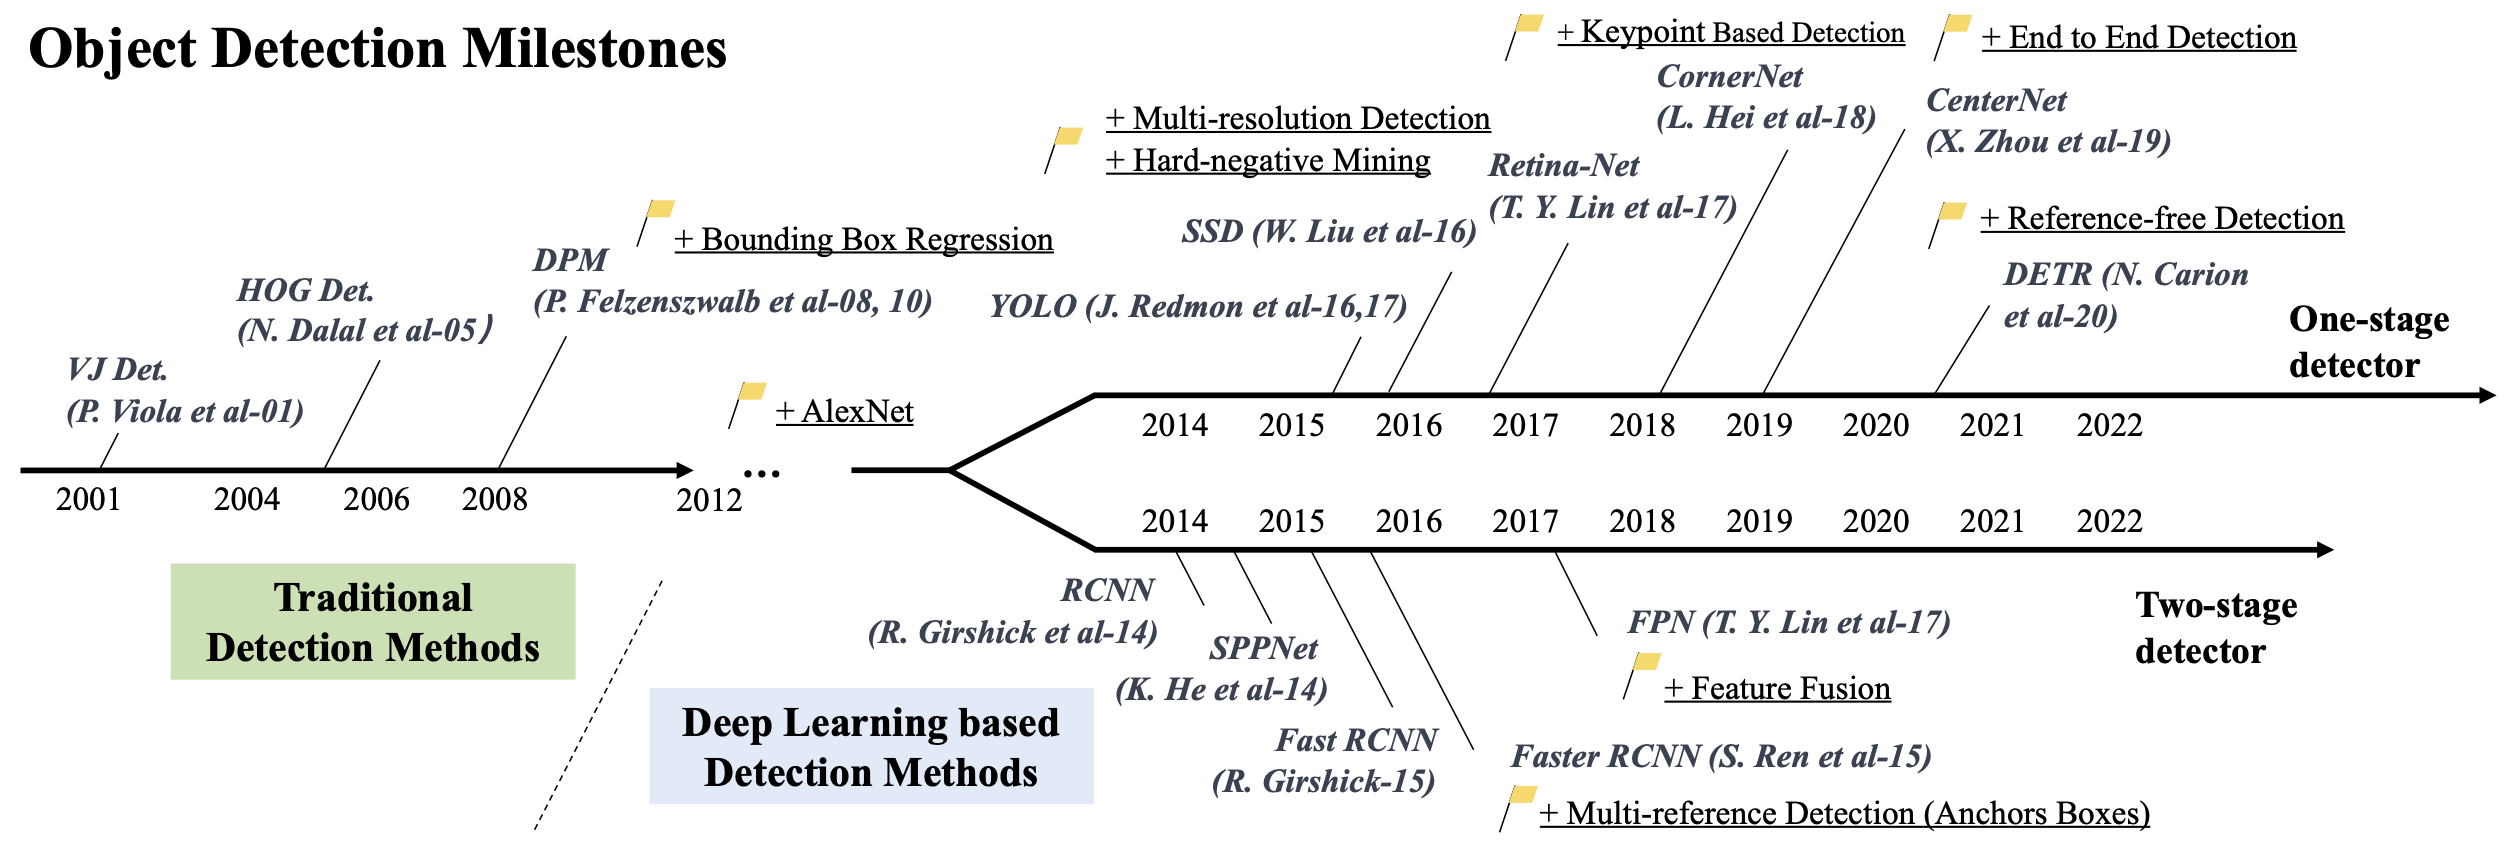 Object Detection Milestones
+ Keypoint Based Detection
CornerNet
(L. Hei et al-18)
+ End to End Detection
CenterNet
(X. Zhou et al-19)
+ Multi-resolution Detection
+ Hard-negative Mining
Retina-Net
(T. Y. Lin et al-17)
SSD (W. Liu et al-16)
+ Reference-free Detection
DETR (N. Carion
et al-20)
+ Bounding Box Regression
DPM
(P. Felzenszwalb et al-08, 10)
YOLO (J. Redmon et al-16,17)
HOG Det.
(N. Dalal et al-05)
VJ Det.
(P. Viola et al-01)
+ AlexNet
One-stage
detector
2014 2015 2016 2017 2018 2019 2020 2021 2022
...
2001 2004 2006 2008 2012
2014 2015 2016 2017 2018 2019 2020 2021 2022
Traditional
Detection Methods
Deep Learning based
Detection Methods
RCNN
(R. Girshick et al-14)
SPPNet
(K. He et al-14)
Fast RCNN
(R. Girshick-15)
FPN (T. Y. Lin et al-17)
+ Feature Fusion
Two-stage
detector
Faster RCNN (S. Ren et al-15)
+ Multi-reference Detection (Anchors Boxes)